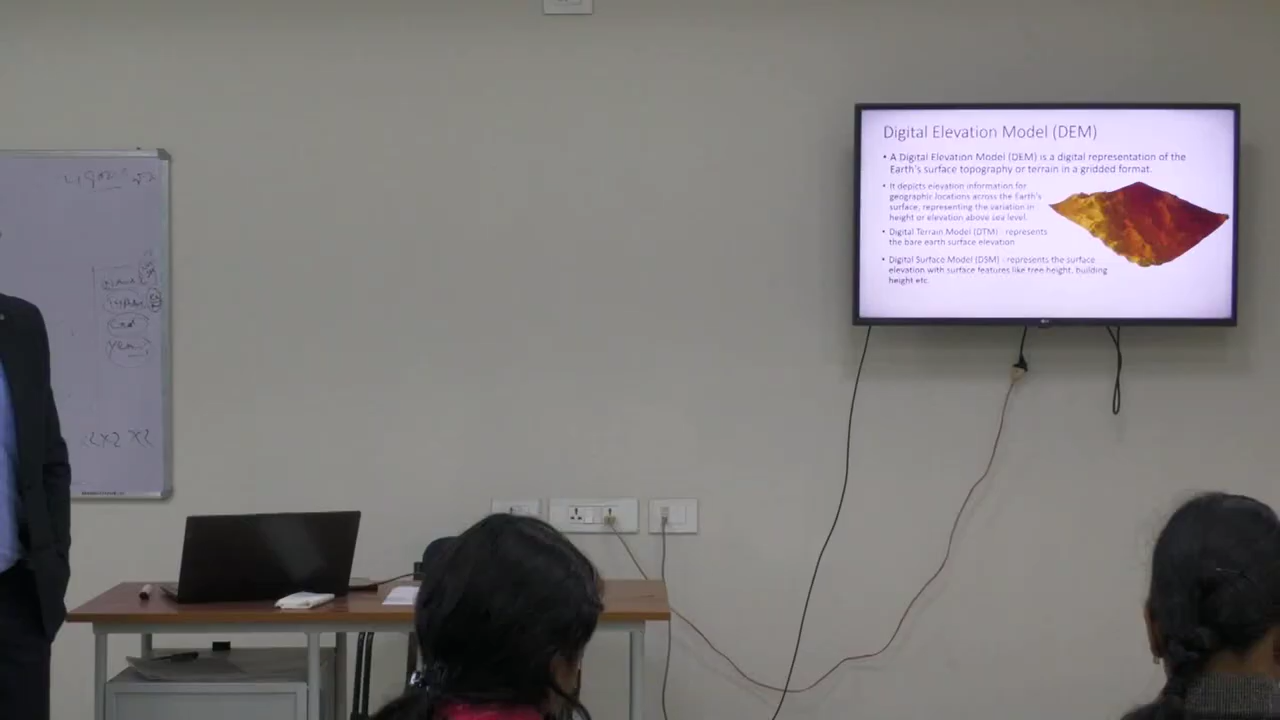 Digital Elevation Model (DEM)
• A Digital Elevation Model (DEM) is a digital representation of the
Earth's surface topography or terrain in a gridded format.
• It depicts elevation information for
geographic locations across the Earth's
surface, representing the variation in
height or elevation above sea level.
• Digital Terrain Model (DTM) - represents
the bare earth surface elevation
• Digital Surface Model (DSM) - represents the surface
elevation with surface features like tree height, building
height etc.
2x2 x2